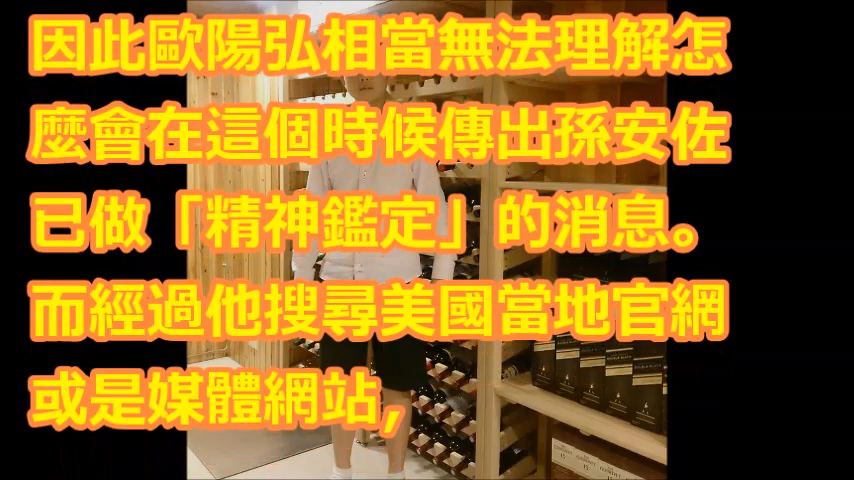 因此歐陽弘相當無法理解怎
麼會在這個時候傳出孫安佐
已做「精神鑑定」的消息。
而經過他搜尋美國當地官網
或是媒體網站,